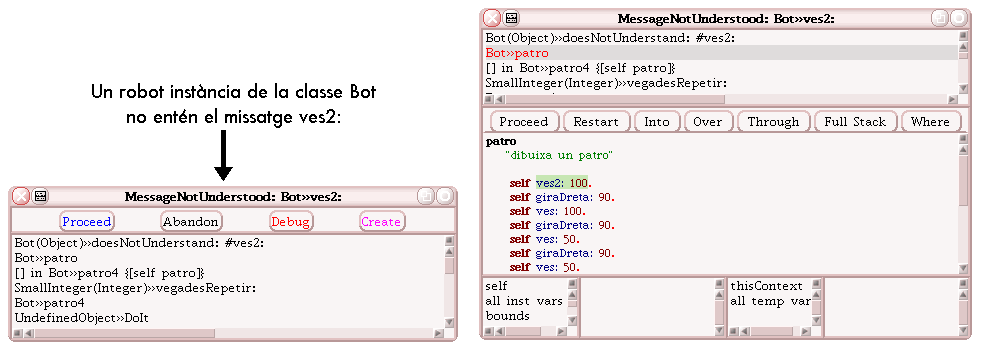 Un robot instància de la classe Bot
no entén el missatge ves2:
MessageNotUnderstood: Bot»ves2:
Proceed Abandon Debug Create
Bot(Object)»doesNotUnderstand: #ves2:
Bot»patro
[] in Bot»patro4 {[self patro]}
SmallInteger(Integer)»vegadesRepetir:
Bot»patro4
UndefinedObject»DoIt
MessageNotUnderstood: Bot»ves2:
Bot(Object)»doesNotUnderstand: #ves2:
Bot»patro
[] in Bot»patro4 {[self patro]}
SmallInteger(Integer)»vegadesRepetir:
Proceed Restart Into Over Through Full Stack Where
patro
"dibuixa un patro"
self ves2: 100.
self giraDreta: 90.
self ves: 100.
self giraDreta: 90.
self ves: 50.
self giraDreta: 90.
self ves: 50.
self
all inst vars
bounds
thisContext
all temp var